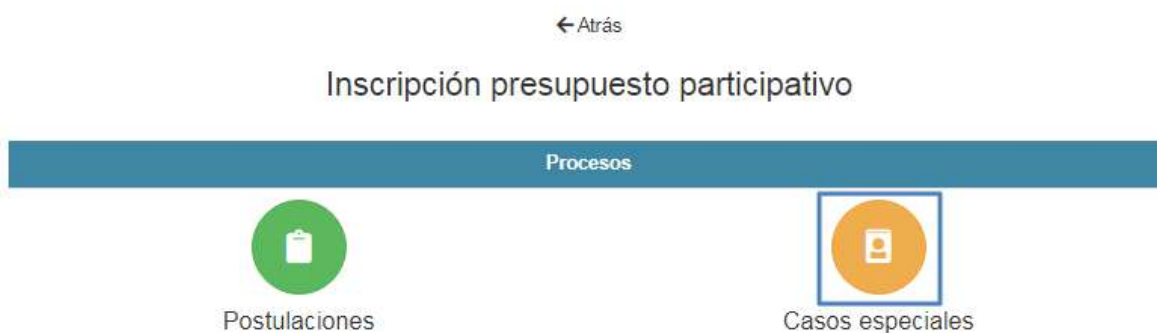 Atrás
Inscripción presupuesto participativo
Procesos
Postulaciones
Casos especiales